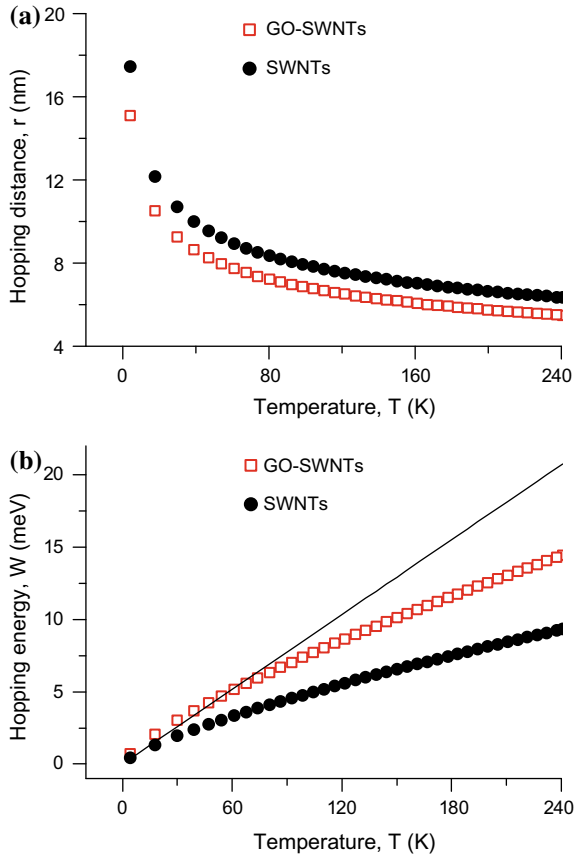 (a)
20
16
12
8
4
Hopping distance, r (nm)
GO-SWNTs
SWNTs
0
80
160
240
Temperature, T (K)
(b)
20
15
10
5
0
Hopping energy, W (meV)
GO-SWNTs
SWNTs
0
60
120
180
240
Temperature, T (K)